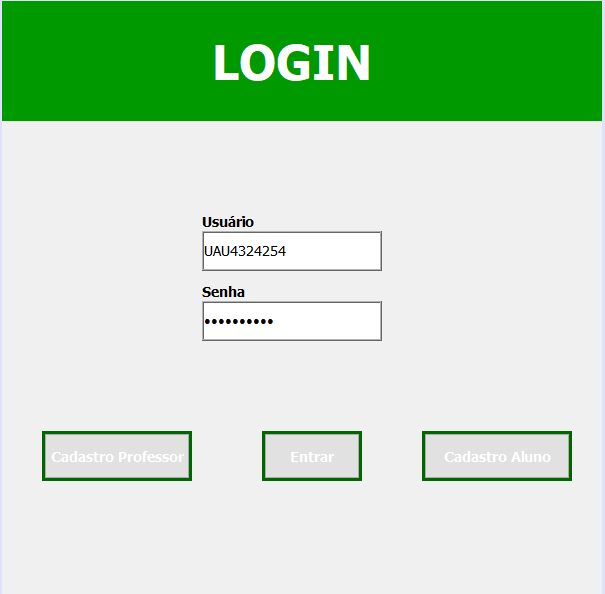 LOGIN
Usuário
UAU4324254
Senha
••••••••••
Cadastro Professor
Entrar
Cadastro Aluno